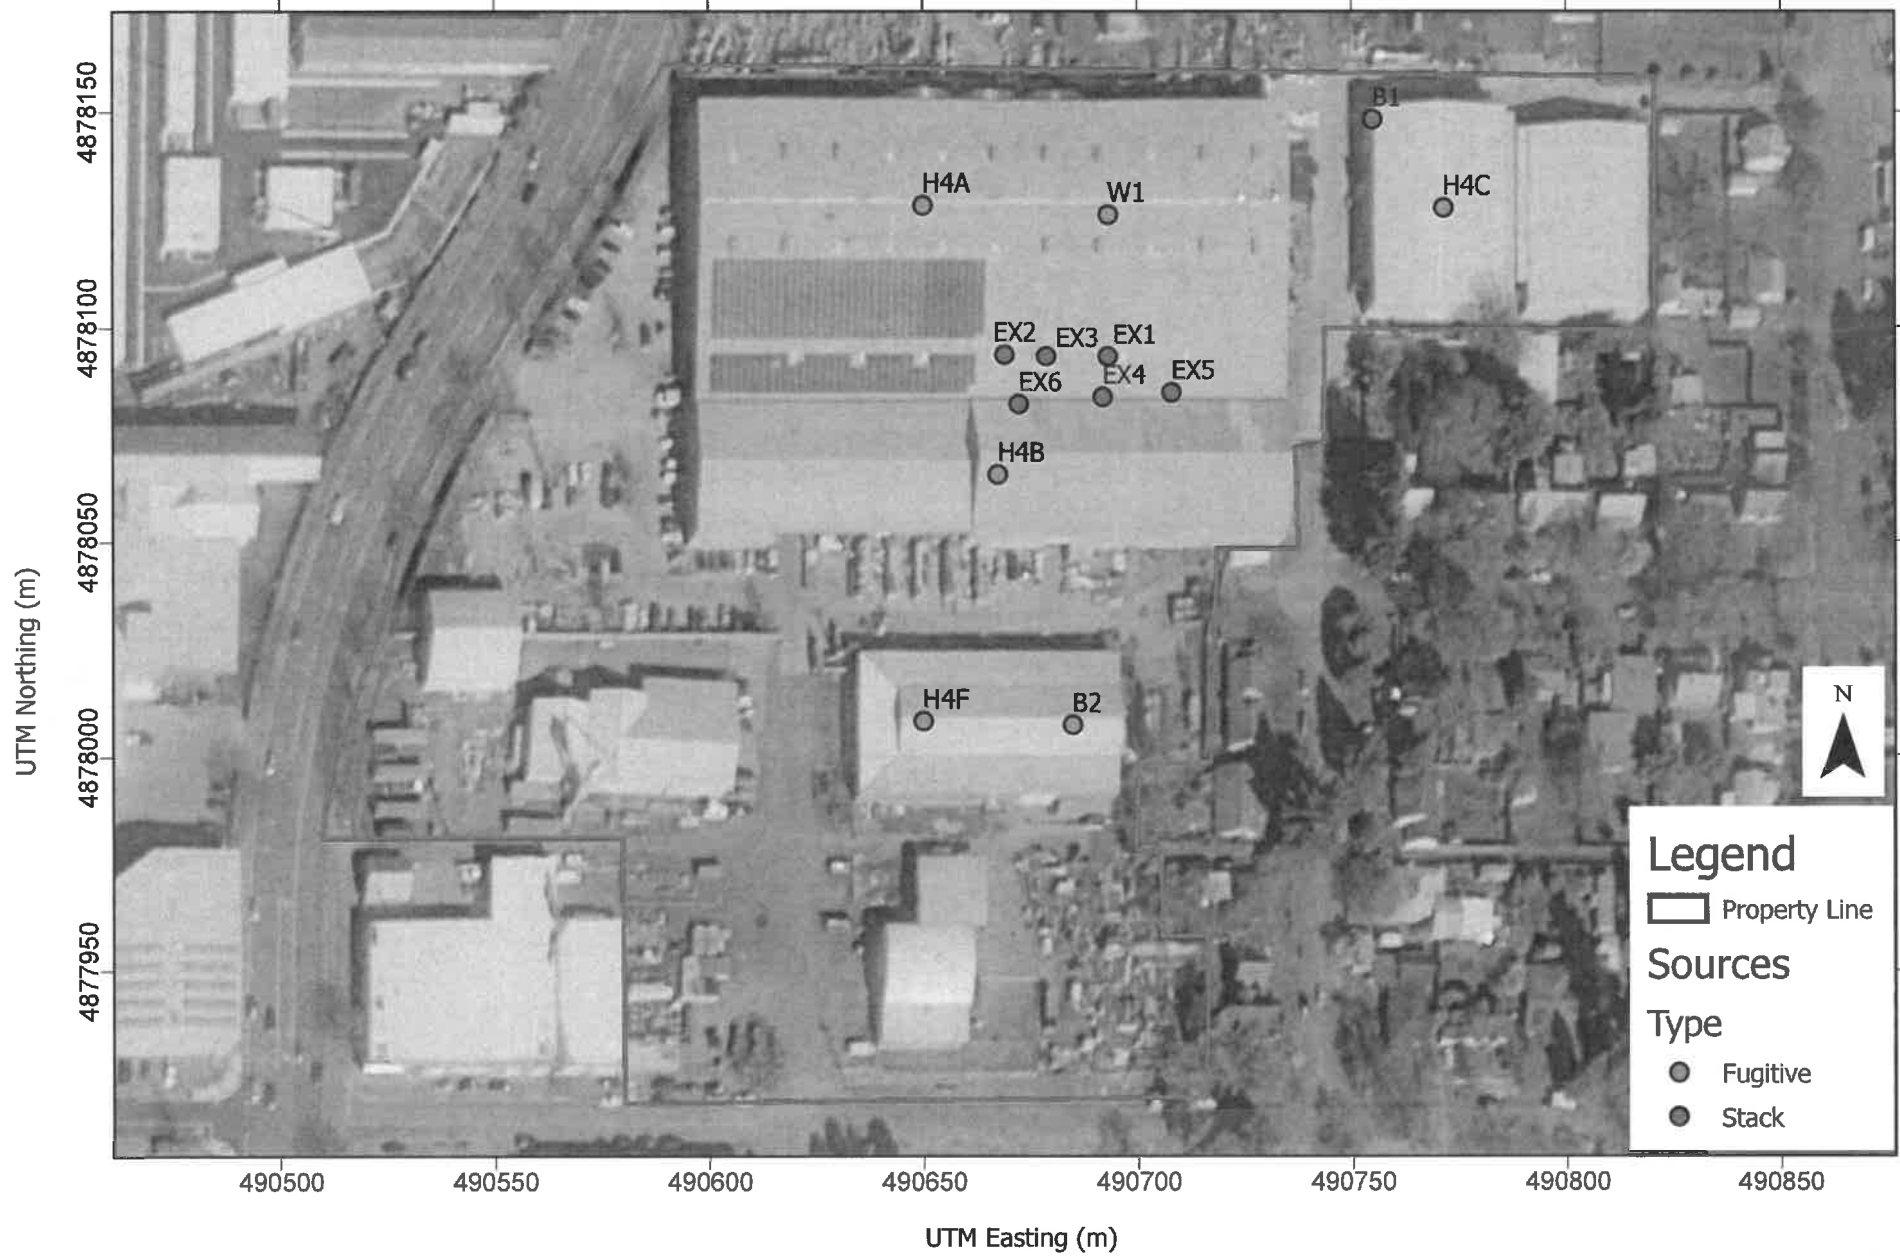 4878150
4878100
4878050
4878000
4877950
UTM Northing (m)
B1
H4A
W1
H4C
EX2
EX3
EX1
EX6
EX4
EX5
H4B
H4F
B2
N
Legend
Property Line
Sources
Type
Fugitive
Stack
490500
490550
490600
490650
490700
490750
490800
490850
UTM Easting (m)